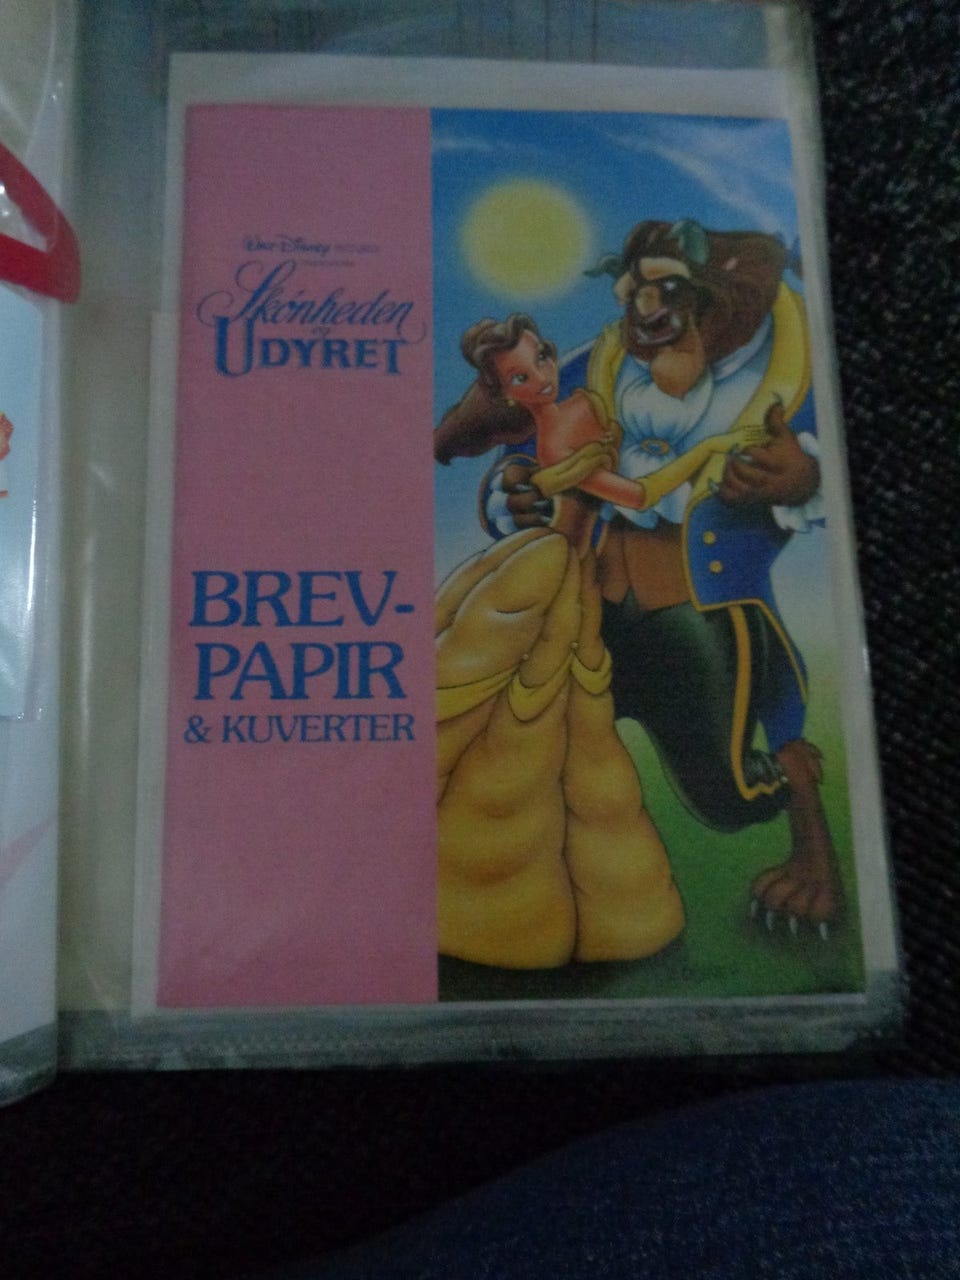 Walt Disney
Skønheden
og
UDYRET
BREV-
PAPIR
& KUVERTER